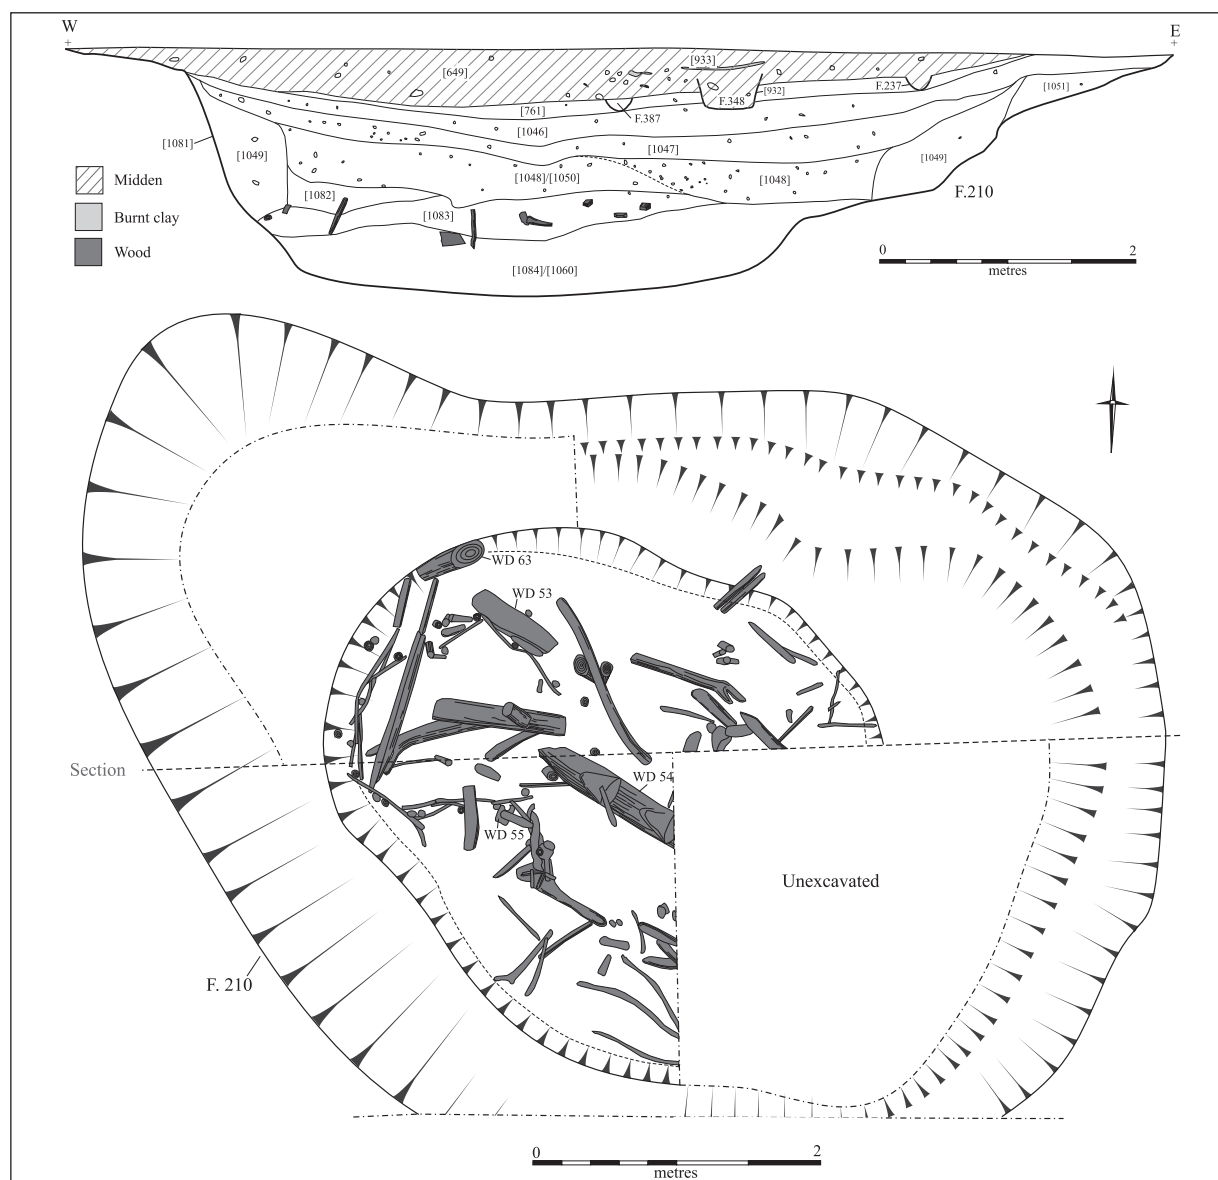 W
E
[933]
[649]
[932]
F.237
[1051]
F.348
[761]
F.387
[1046]
[1081]
[1047]
[1049]
[1049]
[1048]/[1050]
[1048]
Midden
[1082]
F.210
[1083]
Burnt clay
0 2
Wood
metres
[1084]/[1060]
WD 63
WD 53
Section
WD 54
WD 55
Unexcavated
F. 210
0 2
metres